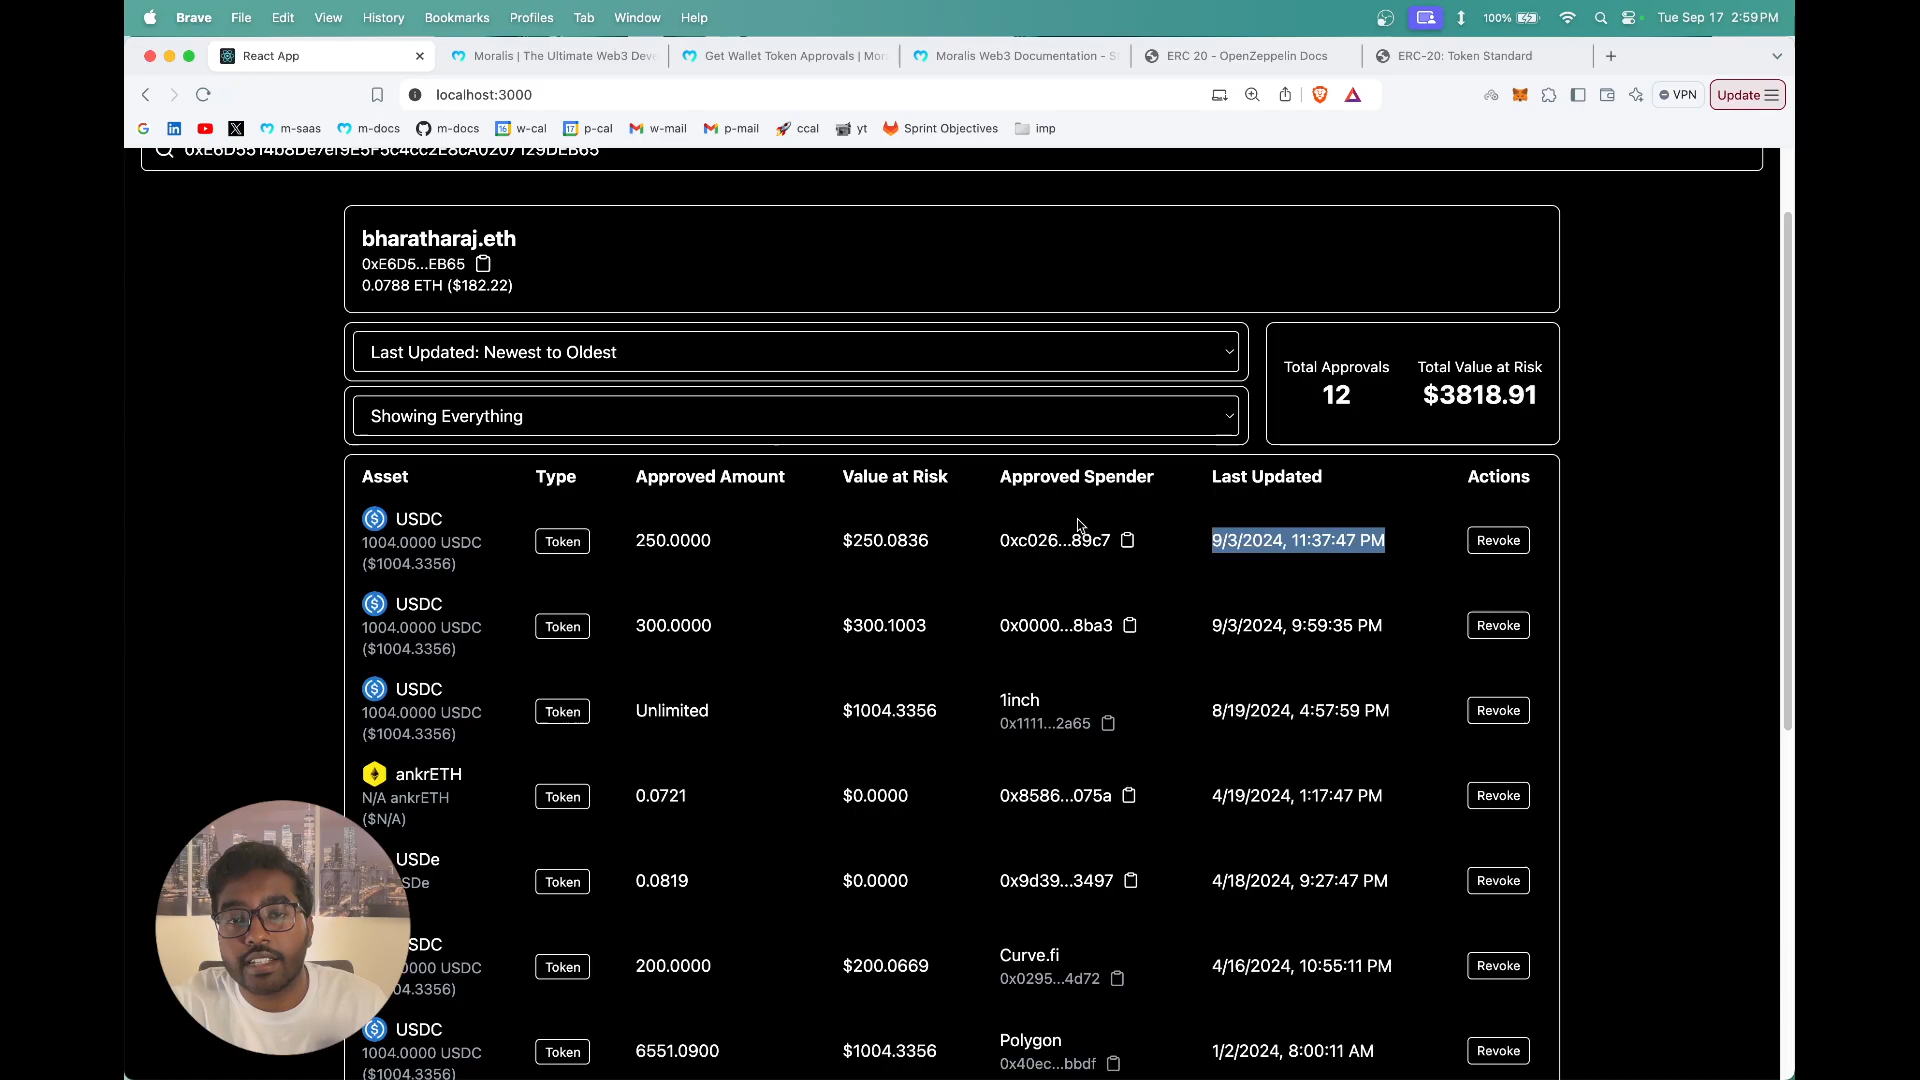 Brave File Edit View History Bookmarks Profiles Tab Window Help 100% Tue Sep 17 2:59 PM
React App Moralis | The Ultimate Web3 Deve Get Wallet Token Approvals | Mor Moralis Web3 Documentation - S ERC 20 - OpenZeppelin Docs ERC-20: Token Standard
localhost:3000 VPN Update
m-saas m-docs m-docs w-cal p-cal w-mail p-mail ccal yt Sprint Objectives imp
0xE6D5514b8De7ef9E5F5c4cc2E8cA0207129DEB65
bharatharaj.eth
0xE6D5...EB65
0.0788 ETH ($182.22)
Last Updated: Newest to Oldest
Showing Everything
Total Approvals Total Value at Risk
12 $3818.91
Asset Type Approved Amount Value at Risk Approved Spender Last Updated Actions
USDC
1004.0000 USDC
($1004.3356)
Token 250.0000 $250.0836 0xc026...89c7 9/3/2024, 11:37:47 PM Revoke
USDC
1004.0000 USDC
($1004.3356)
Token 300.0000 $300.1003 0x0000...8ba3 9/3/2024, 9:59:35 PM Revoke
USDC
1004.0000 USDC
($1004.3356)
Token Unlimited $1004.3356 1inch
0x1111...2a65
8/19/2024, 4:57:59 PM Revoke
ankrETH
N/A ankrETH
($N/A)
Token 0.0721 $0.0000 0x8586...075a 4/19/2024, 1:17:47 PM Revoke
USDe
SDe
Token 0.0819 $0.0000 0x9d39...3497 4/18/2024, 9:27:47 PM Revoke
SDC
0000 USDC
04.3356)
Token 200.0000 $200.0669 Curve.fi
0x0295...4d72
4/16/2024, 10:55:11 PM Revoke
USDC
1004.0000 USDC
($1004.3356)
Token 6551.0900 $1004.3356 Polygon
0x40ec...bbdf
1/2/2024, 8:00:11 AM Revoke